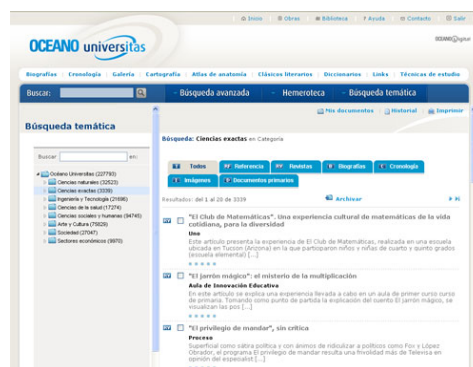 Inicio Obras Biblioteca Ayuda Contacto Salir
OCEANO universitas
OCEANO digital
Biografías Cronología Galería Cartografía Atlas de anatomía Clásicos literarios Diccionarios Links Técnicas de estudio
Buscar: - Búsqueda avanzada - Hemeroteca - Búsqueda temática
Mis documentos Historial Imprimir
Búsqueda temática
Búsqueda: Ciencias exactas en Categoría
Buscar en:
Océano Universitas (227793)
Ciencias naturales (32523)
Ciencias exactas (3339)
Ingeniería y Tecnología (21696)
Ciencias de la salud (17274)
Ciencias sociales y humanas (94745)
Arte y Cultura (75829)
Sociedad (27047)
Sectores económicos (9970)
Todos Referencia Revistas Biografías Cronología
Imágenes Documentos primarios
Resultados: del 1 al 20 de 3339 Archivar
"El Club de Matemáticas". Una experiencia cultural de matemáticas de la vida
cotidiana, para la diversidad
Uno
Este artículo presenta la experiencia de El Club de Matemáticas, realizada en una escuela
ubicada en Tucson (Arizona) en la que participaron niños y niñas de cuarto y quinto grados
(escuela elemental) [...]
"El jarrón mágico": el misterio de la multiplicación
Aula de Innovación Educativa
En este artículo se explica una experiencia llevada a cabo en un aula de primer curso curso
de primaria. Tomando como punto de partida la explicación del cuento El jarrón mágico, se
visualizan las pos [...]
"El privilegio de mandar", sin crítica
Proceso
Superficial como sátira política y con ánimos de ridiculizar a políticos como Fox y López
Obrador, el programa El privilegio de mandar resulta una frivolidad más de Televisa en
opinión del especialist [...]